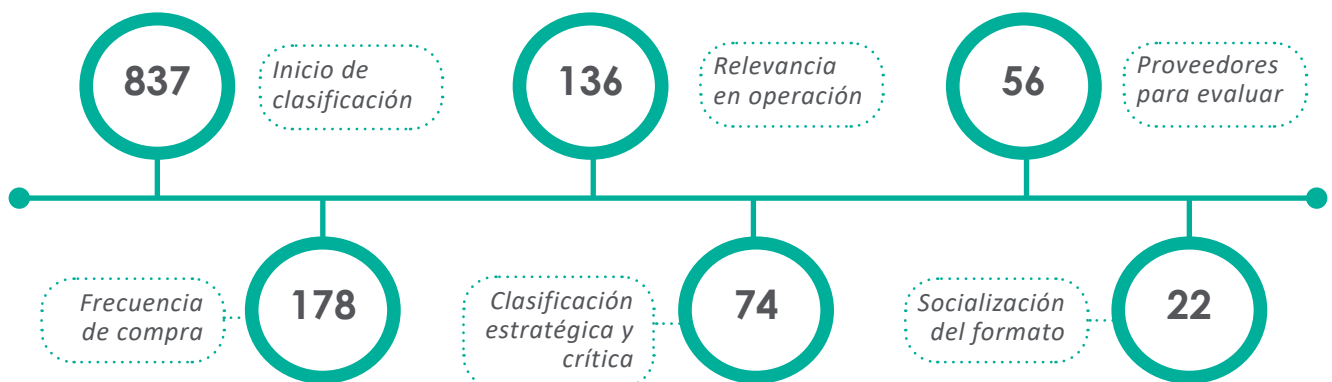 837
Inicio de
clasificación
136
Relevancia
en operación
56
Proveedores
para evaluar
Frecuencia
de compra
178
Clasificación
estratégica y
crítica
74
Socialización
del formato
22